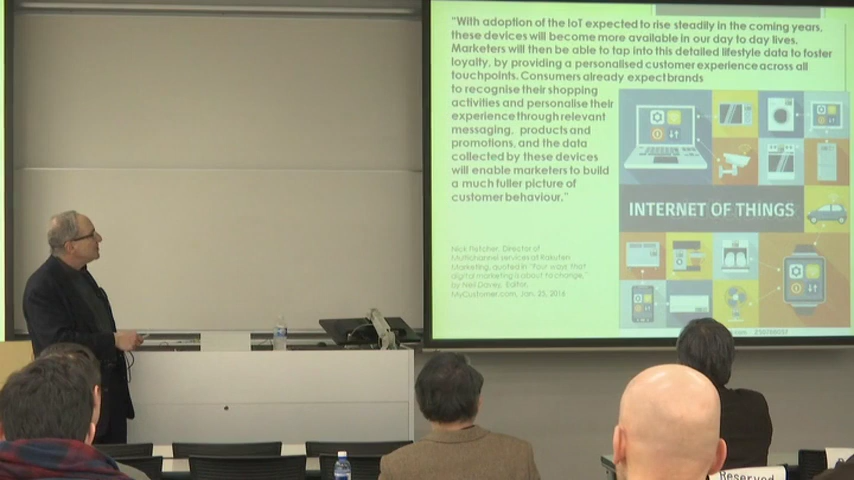 "With adoption of the IoT expected to rise steadily in the coming years,
these devices will become more available in our day to day lives.
Marketers will then be able to tap into this detailed lifestyle data to foster
loyalty, by providing a personalised customer experience across all
touchpoints. Consumers already expect brands
to recognise their shopping
activities and personalise their
experience through relevant
messaging, products and
promotions, and the data
collected by these devices
will enable marketers to build
a much fuller picture of
customer behaviour."
INTERNET OF THINGS
Nick Fletcher, Director of
Multichannel services at Rakuten
Marketing, quoted in "Four ways that
digital marketing is about to change,"
by Neil Davey, Editor,
MyCustomer.com, Jan. 25, 2016
Reserved